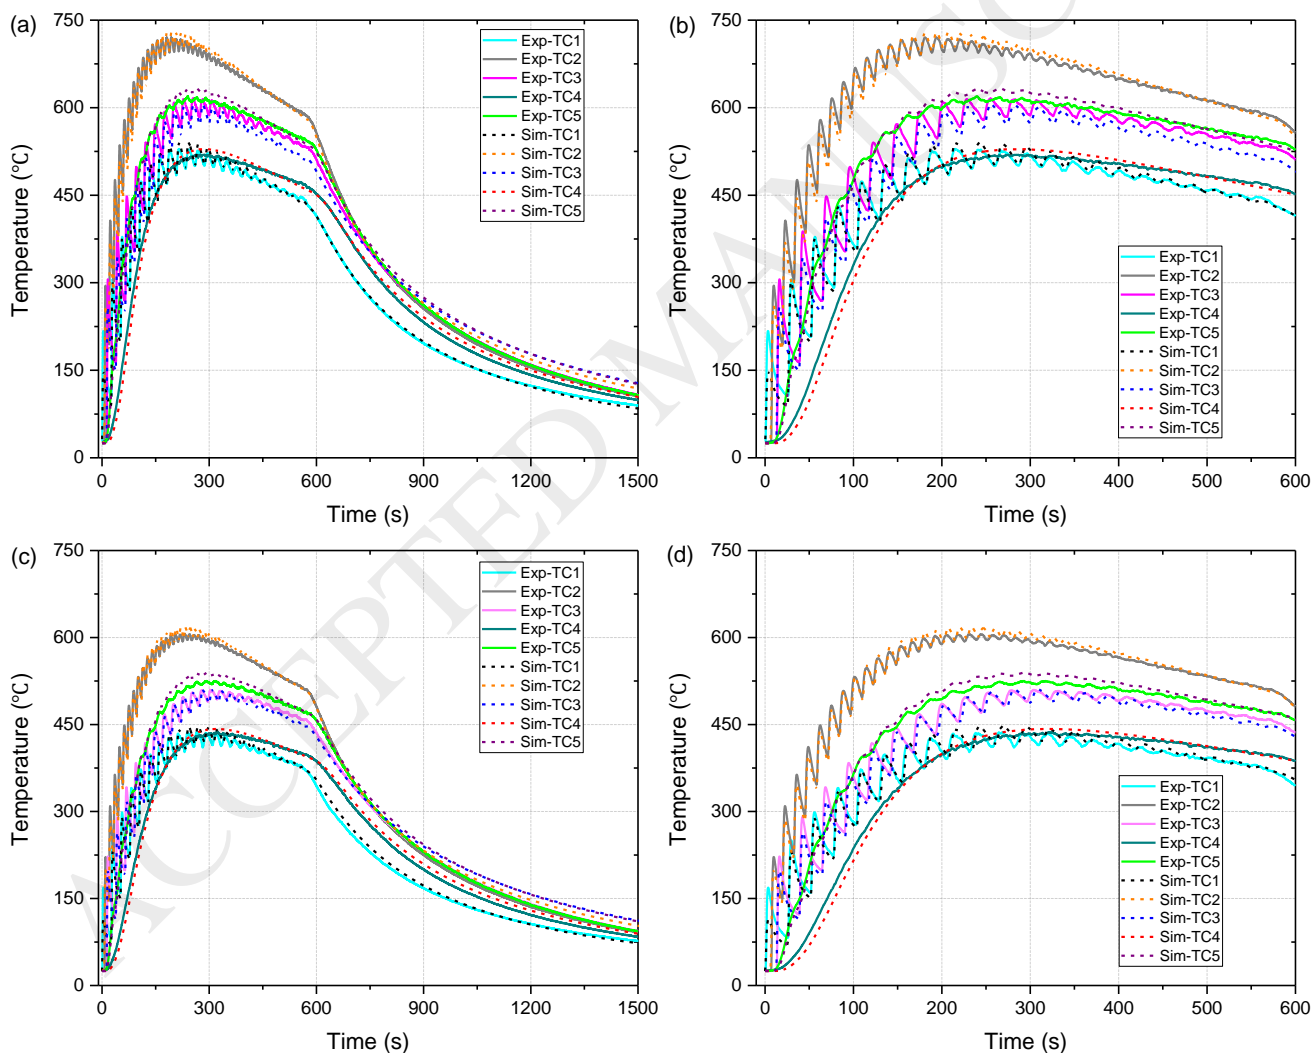 (a)
750
600
450
300
150
0
Temperature (°C)
0 300 600 900 1200 1500
Time (s)
Exp-TC1
Exp-TC2
Exp-TC3
Exp-TC4
Exp-TC5
Sim-TC1
Sim-TC2
Sim-TC3
Sim-TC4
Sim-TC5
(b)
750
600
450
300
150
0
Temperature (°C)
0 100 200 300 400 500 600
Time (s)
Exp-TC1
Exp-TC2
Exp-TC3
Exp-TC4
Exp-TC5
Sim-TC1
Sim-TC2
Sim-TC3
Sim-TC4
Sim-TC5
(c)
750
600
450
300
150
0
Temperature (°C)
0 300 600 900 1200 1500
Time (s)
Exp-TC1
Exp-TC2
Exp-TC3
Exp-TC4
Exp-TC5
Sim-TC1
Sim-TC2
Sim-TC3
Sim-TC4
Sim-TC5
(d)
750
600
450
300
150
0
Temperature (°C)
0 100 200 300 400 500 600
Time (s)
Exp-TC1
Exp-TC2
Exp-TC3
Exp-TC4
Exp-TC5
Sim-TC1
Sim-TC2
Sim-TC3
Sim-TC4
Sim-TC5
ACCEPTED MANUSC